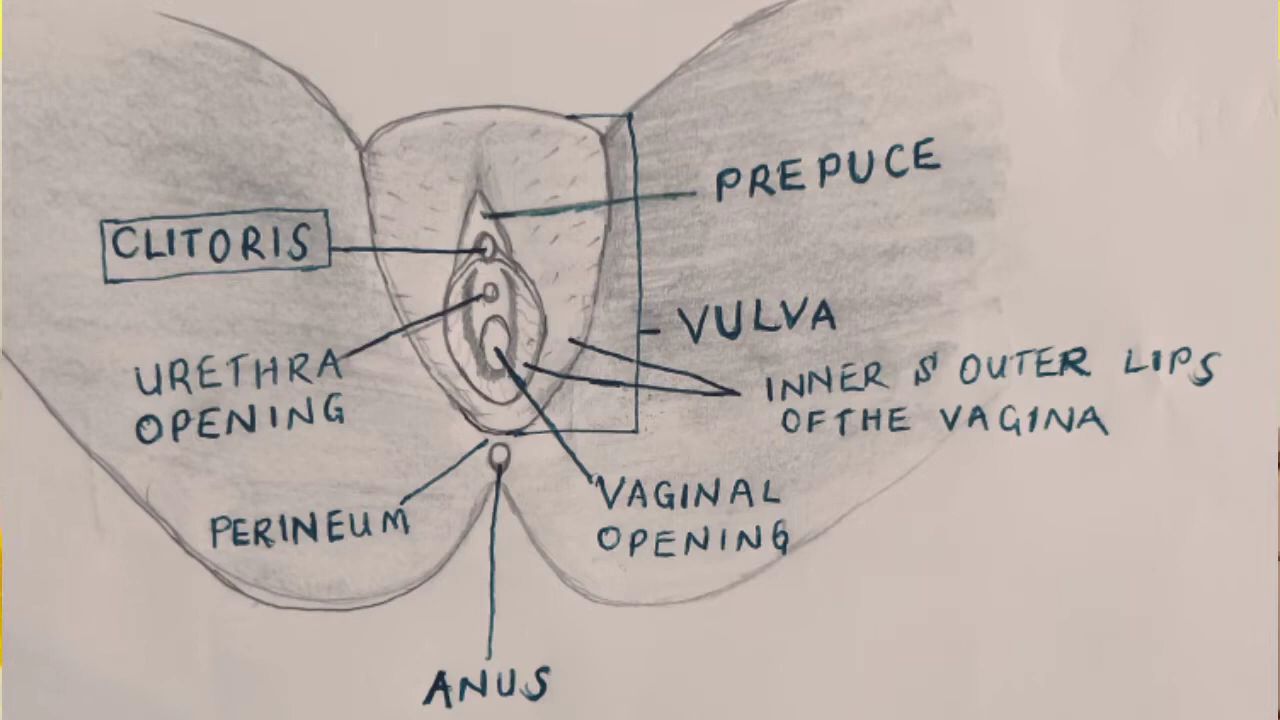 PREPUCE
CLITORIS
VULVA
URETHRA
OPENING
INNER & OUTER LIPS
OF THE VAGINA
VAGINAL
OPENING
PERINEUM
ANUS